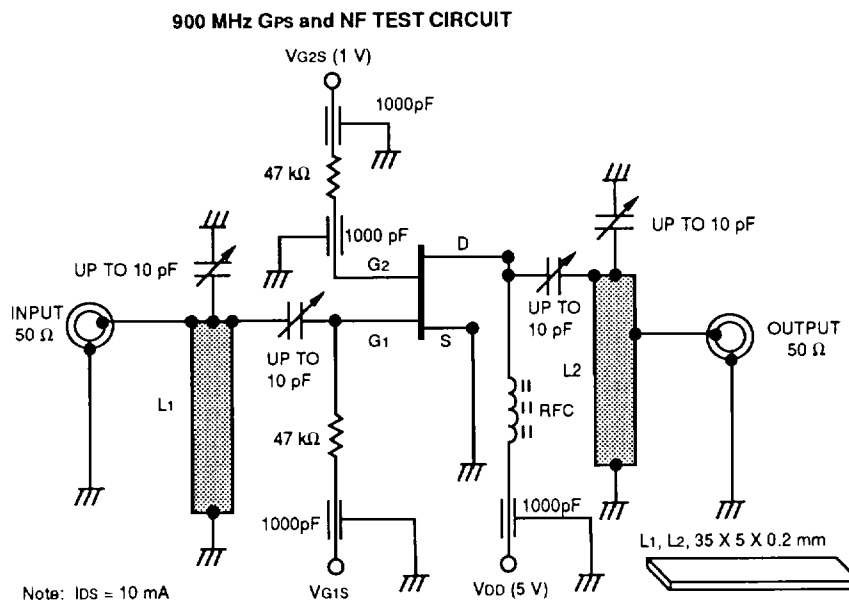 900 MHz GPS and NF TEST CIRCUIT
VG2S (1 V)
1000pF
47 kΩ
1000 pF
UP TO 10 pF
UP TO 10 pF
D
G2
INPUT
50 Ω
UP TO
10 pF
G1
S
UP TO
10 pF
OUTPUT
50 Ω
L1
L2
RFC
47 kΩ
1000pF
1000pF
L1, L2, 35 X 5 X 0.2 mm
Note: IDS = 10 mA
VG1S
VDD (5 V)